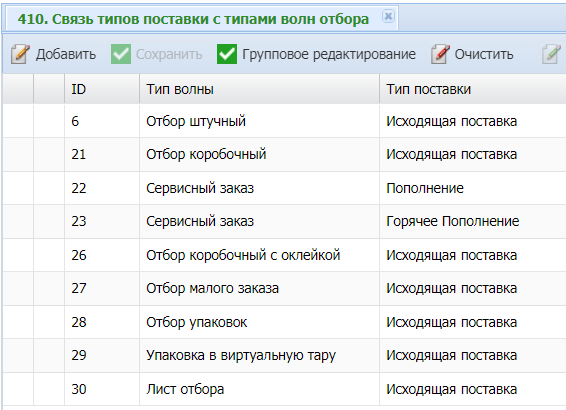 410. Связь типов поставки с типами волн отбора
Добавить Сохранить Групповое редактирование Очистить
ID Тип волны Тип поставки
6 Отбор штучный Исходящая поставка
21 Отбор коробочный Исходящая поставка
22 Сервисный заказ Пополнение
23 Сервисный заказ Горячее Пополнение
26 Отбор коробочный с оклейкой Исходящая поставка
27 Отбор малого заказа Исходящая поставка
28 Отбор упаковок Исходящая поставка
29 Упаковка в виртуальную тару Исходящая поставка
30 Лист отбора Исходящая поставка